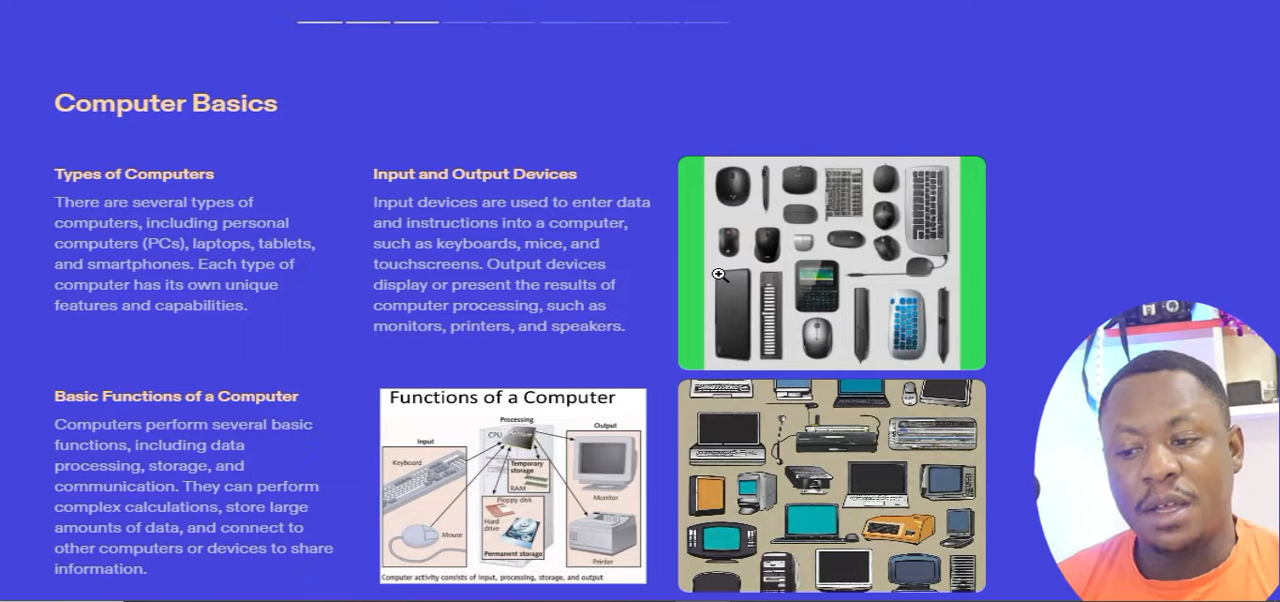 Computer Basics
Types of Computers
There are several types of
computers, including personal
computers (PCs), laptops, tablets,
and smartphones. Each type of
computer has its own unique
features and capabilities.
Input and Output Devices
Input devices are used to enter data
and instructions into a computer,
such as keyboards, mice, and
touchscreens. Output devices
display or present the results of
computer processing, such as
monitors, printers, and speakers.
Basic Functions of a Computer
Computers perform several basic
functions, including data
processing, storage, and
communication. They can perform
complex calculations, store large
amounts of data, and connect to
other computers or devices to share
information.
Functions of a Computer
Processing
Input
CPU
Output
Keyboard
Temporary
storage
RAM
Floppy disk
Monitor
Hard
drive
Mouse
Permanent storage
Printer
Computer activity consists of input, processing, storage, and output